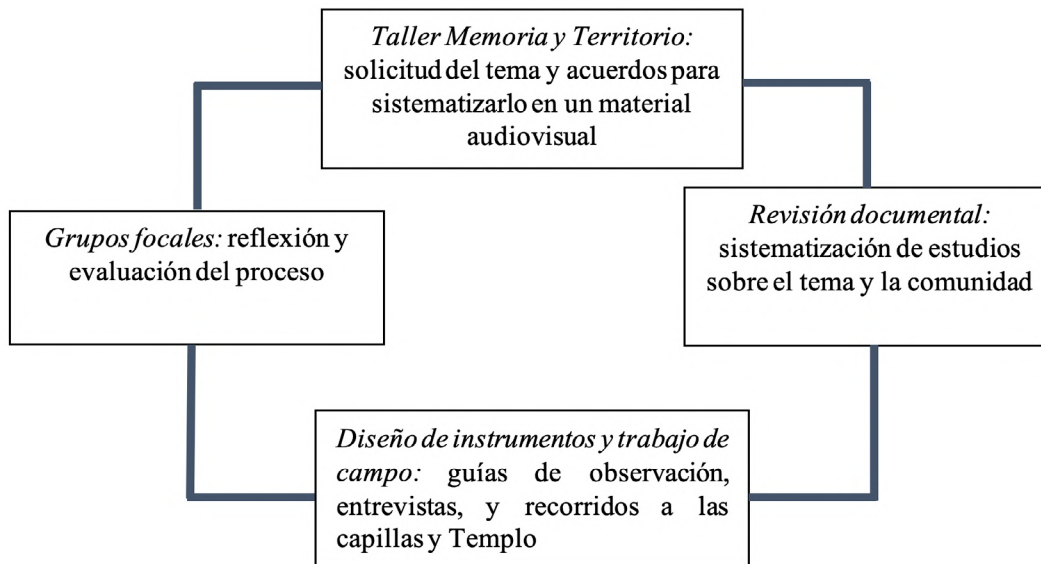 Taller Memoria y Territorio:
solicitud del tema y acuerdos para
sistematizarlo en un material
audiovisual
Grupos focales: reflexión y
evaluación del proceso
Revisión documental:
sistematización de estudios
sobre el tema y la comunidad
Diseño de instrumentos y trabajo de
campo: guías de observación,
entrevistas, y recorridos a las
capillas y Templo